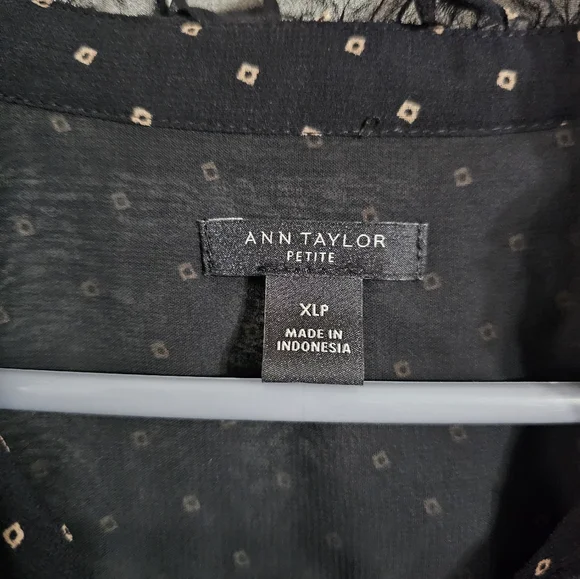 ANN TAYLOR
PETITE
XLP
MADE IN
INDONESIA